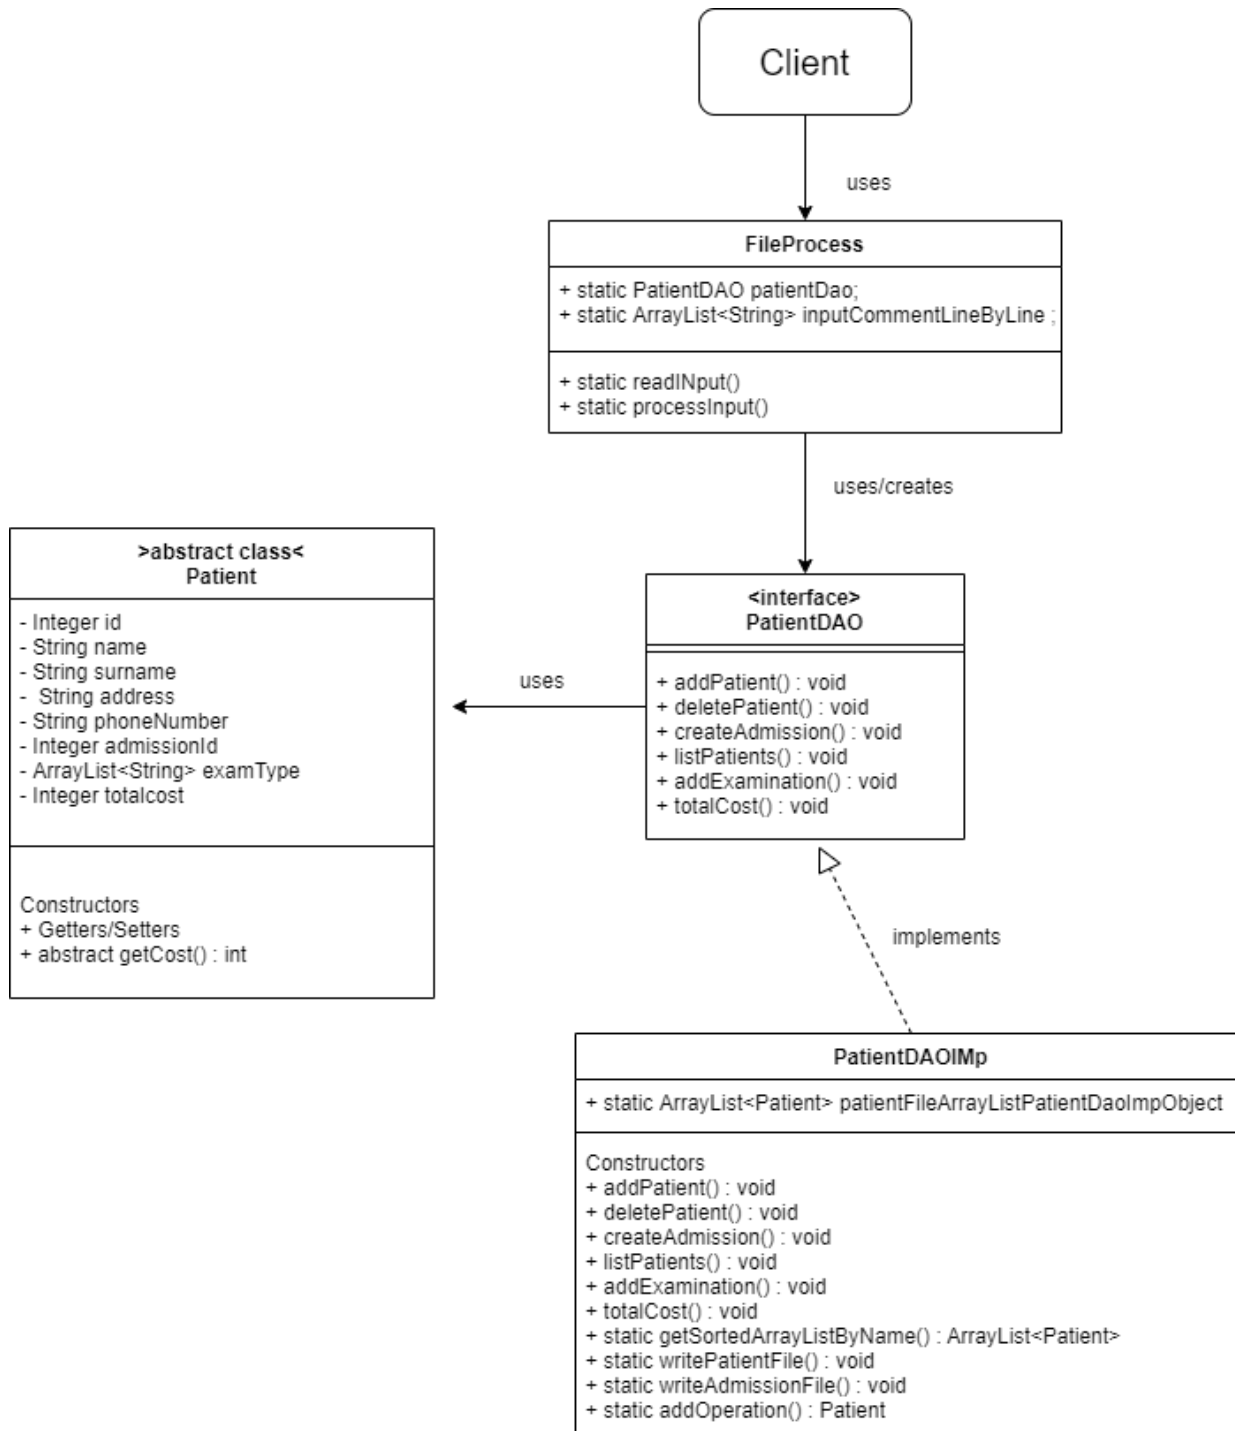 Client
uses
FileProcess
+ static PatientDAO patientDao;
+ static ArrayList<String> inputCommentLineByLine ;
+ static readINput()
+ static processInput()
uses/creates
>abstract class<
Patient
- Integer id
- String name
- String surname
- String address
- String phoneNumber
- Integer admissionId
- ArrayList<String> examType
- Integer totalcost
Constructors
+ Getters/Setters
+ abstract getCost() : int
uses
<interface>
PatientDAO
+ addPatient() : void
+ deletePatient() : void
+ createAdmission() : void
+ listPatients() : void
+ addExamination() : void
+ totalCost() : void
implements
PatientDAOIMp
+ static ArrayList<Patient> patientFileArrayListPatientDaoImpObject
Constructors
+ addPatient() : void
+ deletePatient() : void
+ createAdmission() : void
+ listPatients() : void
+ addExamination() : void
+ totalCost() : void
+ static getSortedArrayListByName() : ArrayList<Patient>
+ static writePatientFile() : void
+ static writeAdmissionFile() : void
+ static addOperation() : Patient